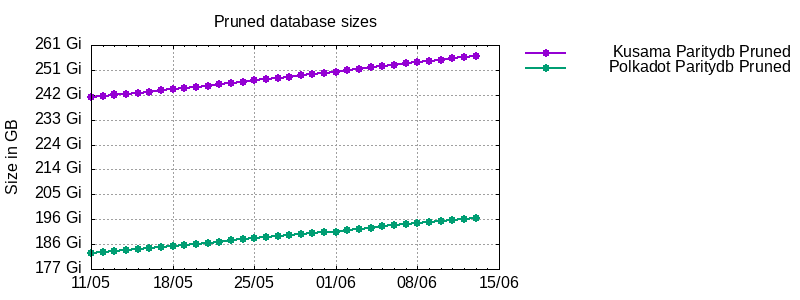 Pruned database sizes
261 Gi
251 Gi
242 Gi
233 Gi
224 Gi
214 Gi
205 Gi
196 Gi
186 Gi
177 Gi
Size in GB
11/05 18/05 25/05 01/06 08/06 15/06
Kusama Paritydb Pruned
Polkadot Paritydb Pruned